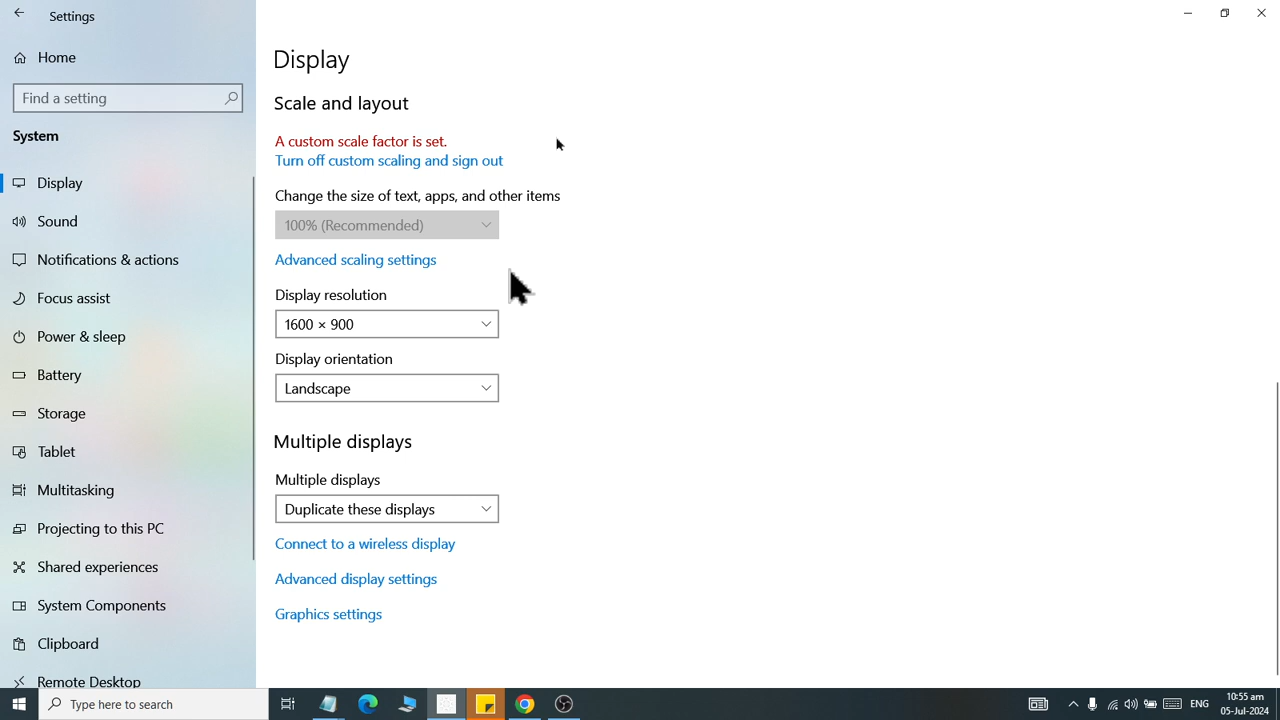 Settings
Home
Find a setting
System
Display
Sound
Notifications & actions
Focus assist
Power & sleep
Battery
Storage
Tablet
Multitasking
Projecting to this PC
Shared experiences
System Components
Clipboard
Remote Desktop
Display
Scale and layout
A custom scale factor is set.
Turn off custom scaling and sign out
Change the size of text, apps, and other items
100% (Recommended)
Advanced scaling settings
Display resolution
1600 × 900
Display orientation
Landscape
Multiple displays
Multiple displays
Duplicate these displays
Connect to a wireless display
Advanced display settings
Graphics settings
Type here to search
ENG
10:55 am
05-Jul-2024